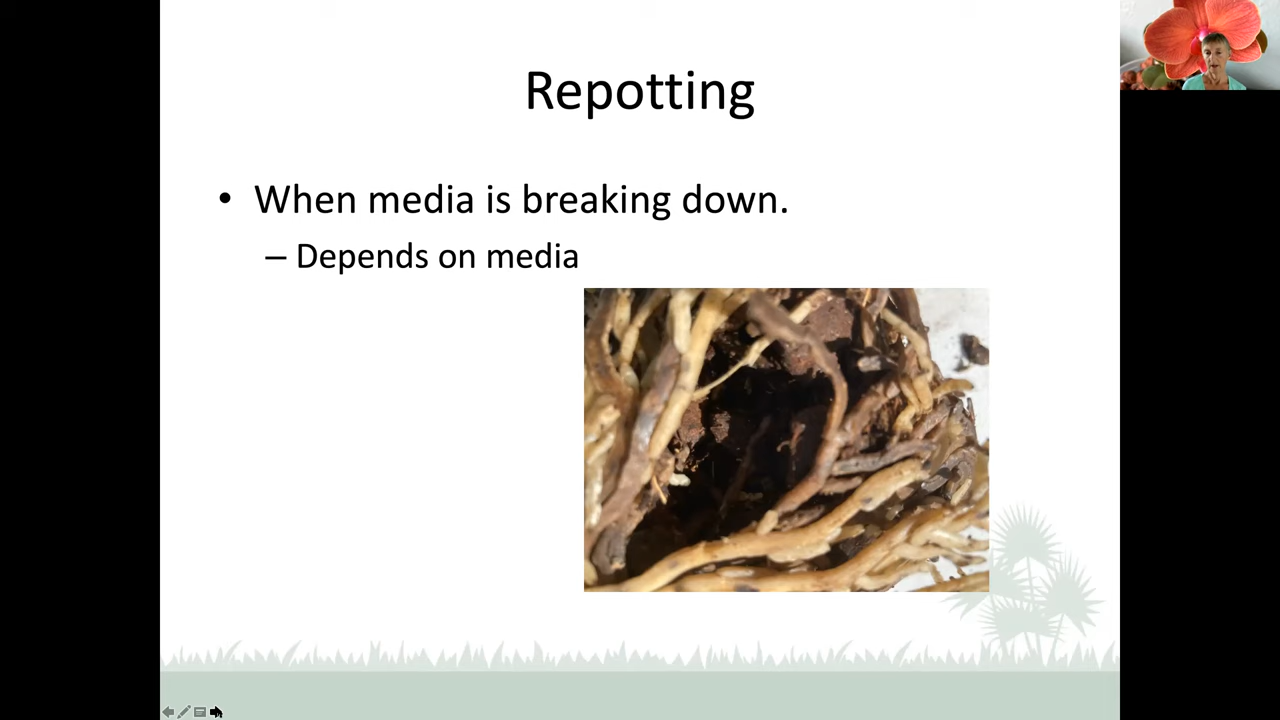 Repotting
• When media is breaking down.
– Depends on media